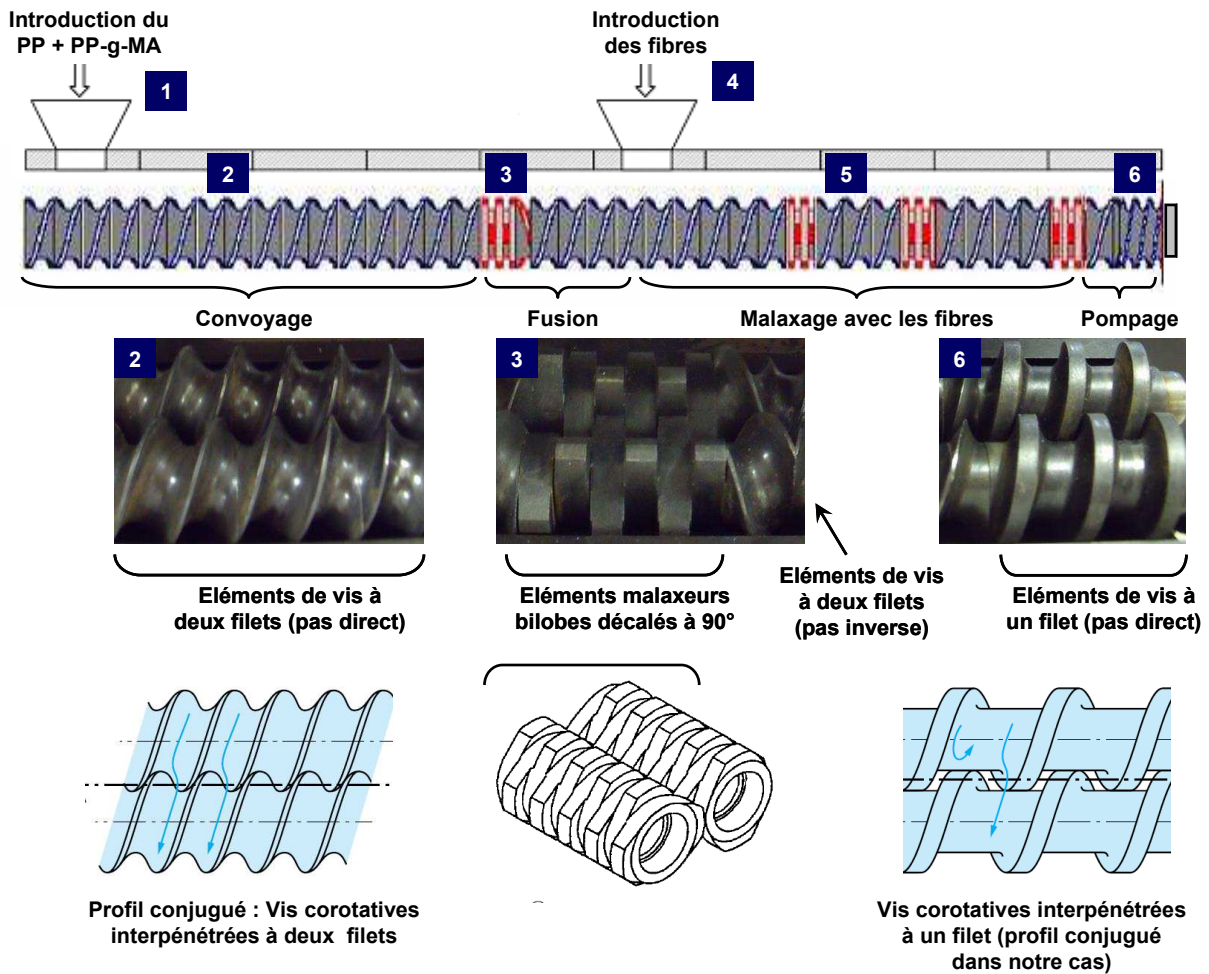 Introduction du
PP + PP-g-MA
1
Introduction
des fibres
4
2
3
5
6
Convoyage
Fusion
Malaxage avec les fibres
Pompage
2
3
6
Eléments de vis à
deux filets (pas direct)
Eléments malaxeurs
bilobes décalés à 90°
Eléments de vis
à deux filets
(pas inverse)
Eléments de vis à
un filet (pas direct)
Profil conjugué : Vis corotatives
interpénétrées à deux filets
Vis corotatives interpénétrées
à un filet (profil conjugué
dans notre cas)